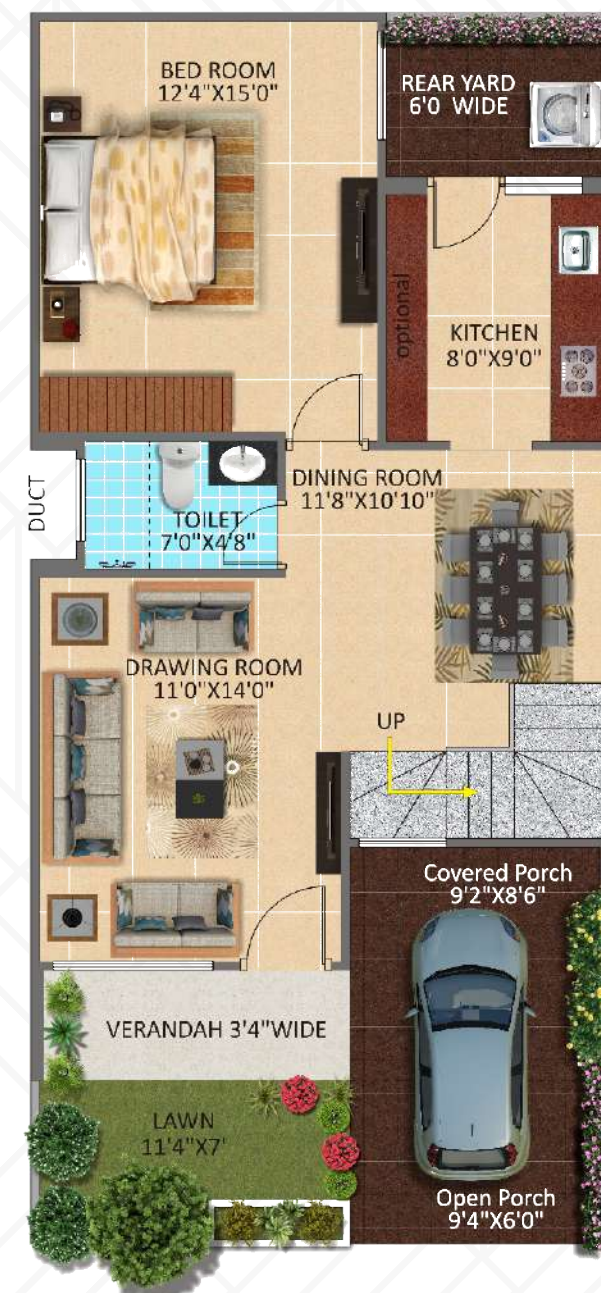 BED ROOM
12'4"X15'0"
REAR YARD
6'0 WIDE
optional
KITCHEN
8'0"X9'0"
DUCT
DINING ROOM
11'8"X10'10"
TOILET
7'0"X4'8"
DRAWING ROOM
11'0"X14'0"
UP
Covered Porch
9'2"X8'6"
VERANDAH 3'4"WIDE
LAWN
11'4"X7'
Open Porch
9'4"X6'0"